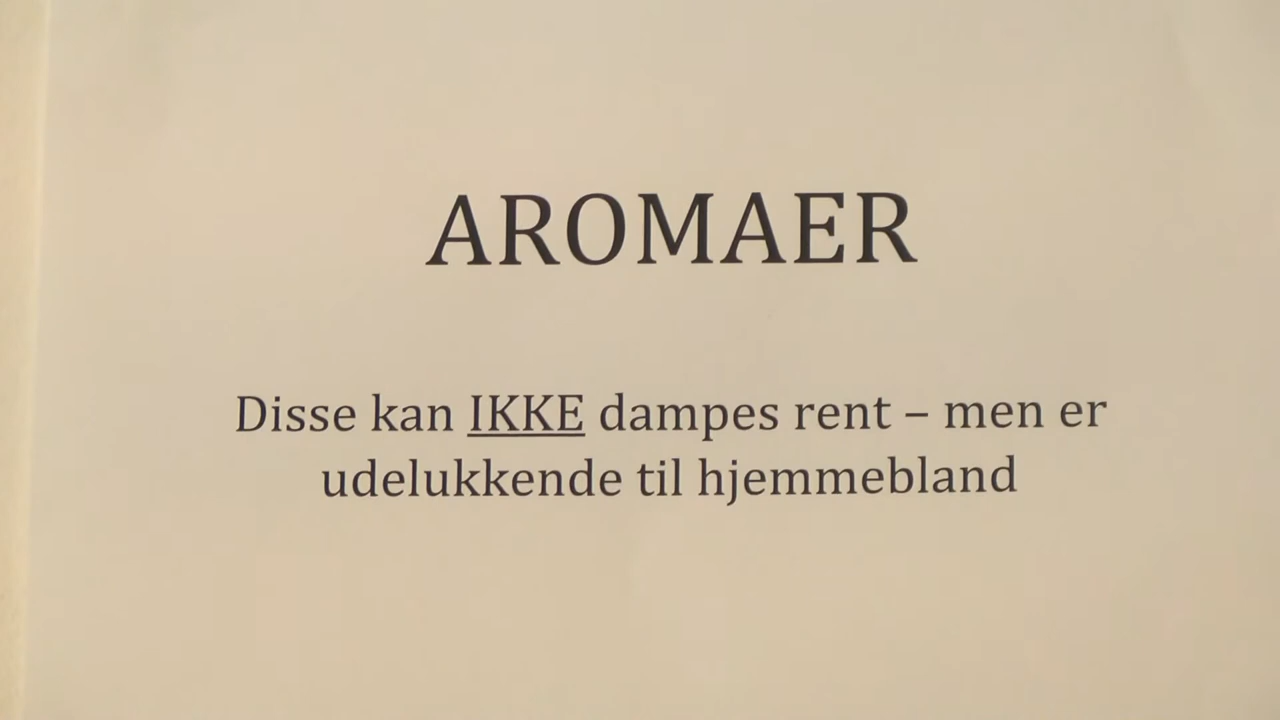 AROMAER
Disse kan IKKE dampes rent – men er
udelukkende til hjemmebland